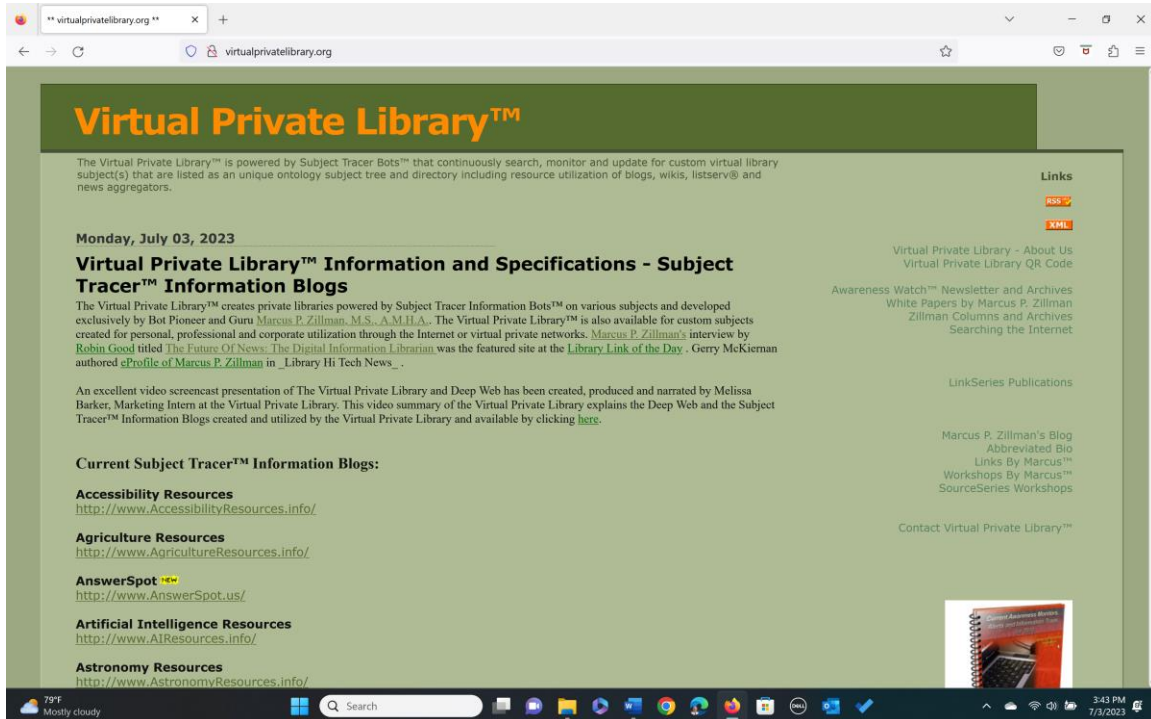 ** virtualprivatelibrary.org **
virtualprivatelibrary.org
Virtual Private Library™
The Virtual Private Library™ is powered by Subject Tracer Bots™ that continuously search, monitor and update for custom virtual library
subject(s) that are listed as an unique ontology subject tree and directory including resource utilization of blogs, wikis, listserv® and
news aggregators.
Monday, July 03, 2023
Virtual Private Library™ Information and Specifications - Subject
Tracer™ Information Blogs
The Virtual Private Library™ creates private libraries powered by Subject Tracer Information Bots™ on various subjects and developed
exclusively by Bot Pioneer and Guru Marcus P. Zillman, M.S., A.M.H.A.. The Virtual Private Library™ is also available for custom subjects
created for personal, professional and corporate utilization through the Internet or virtual private networks. Marcus P. Zillman's interview by
Robin Good titled The Future Of News: The Digital Information Librarian was the featured site at the Library Link of the Day . Gerry McKiernan
authored eProfile of Marcus P. Zillman in _Library Hi Tech News_ .
An excellent video screencast presentation of The Virtual Private Library and Deep Web has been created, produced and narrated by Melissa
Barker, Marketing Intern at the Virtual Private Library. This video summary of the Virtual Private Library explains the Deep Web and the Subject
Tracer™ Information Blogs created and utilized by the Virtual Private Library and available by clicking here.
Current Subject Tracer™ Information Blogs:
Accessibility Resources
http://www.AccessibilityResources.info/
Agriculture Resources
http://www.AgricultureResources.info/
AnswerSpot NEW
http://www.AnswerSpot.us/
Artificial Intelligence Resources
http://www.AIResources.info/
Astronomy Resources
http://www.AstronomyResources.info/
Links
RSS
XML
Virtual Private Library - About Us
Virtual Private Library QR Code
Awareness Watch™ Newsletter and Archives
White Papers by Marcus P. Zillman
Zillman Columns and Archives
Searching the Internet
LinkSeries Publications
Marcus P. Zillman's Blog
Abbreviated Bio
Links By Marcus™
Workshops By Marcus™
SourceSeries Workshops
Contact Virtual Private Library™
79°F
Mostly cloudy
Search
DELL
3:43 PM
7/3/2023